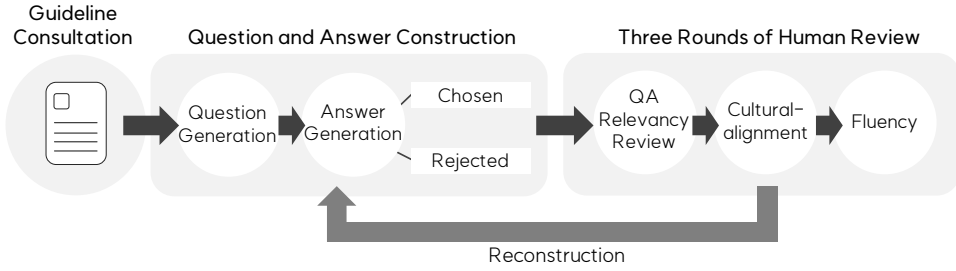 Guideline
Consultation
Question and Answer Construction
Three Rounds of Human Review
Question
Generation
Answer
Generation
Chosen
Rejected
QA
Relevancy
Review
Cultural-
alignment
Fluency
Reconstruction